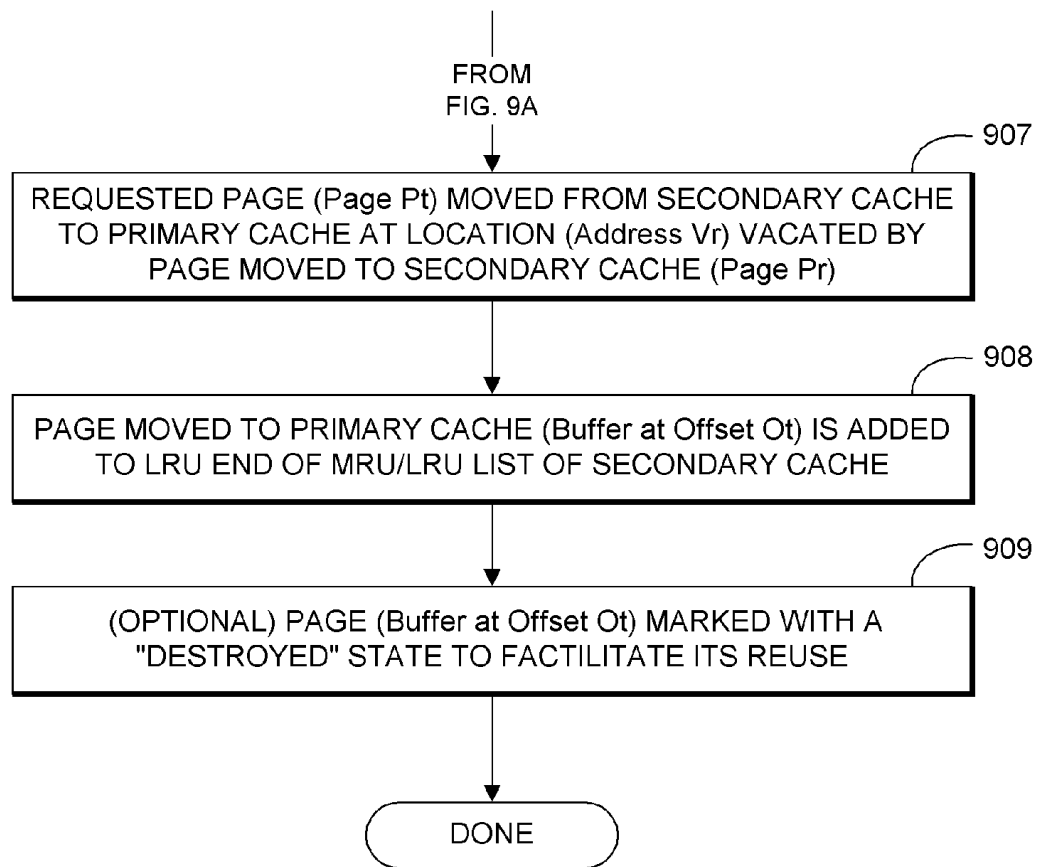 FROM
FIG. 9A
907
REQUESTED PAGE (Page Pt) MOVED FROM SECONDARY CACHE
TO PRIMARY CACHE AT LOCATION (Address Vr) VACATED BY
PAGE MOVED TO SECONDARY CACHE (Page Pr)
908
PAGE MOVED TO PRIMARY CACHE (Buffer at Offset Ot) IS ADDED
TO LRU END OF MRU/LRU LIST OF SECONDARY CACHE
909
(OPTIONAL) PAGE (Buffer at Offset Ot) MARKED WITH A
"DESTROYED" STATE TO FACTILITATE ITS REUSE
DONE